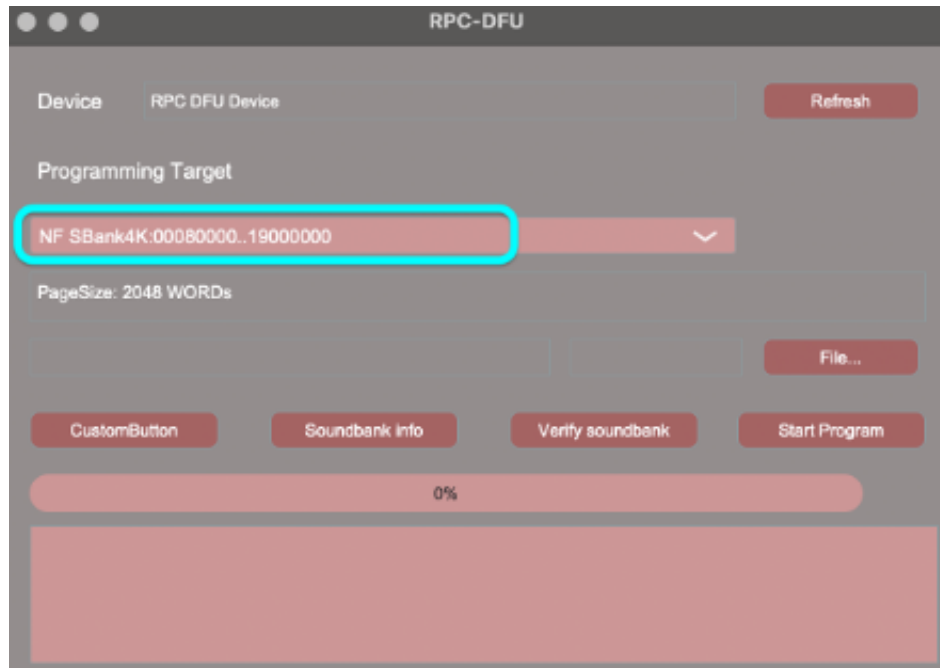 RPC-DFU
Device RPC DFU Device Refresh
Programming Target
NF SBank4K:00080000..19000000
PageSize: 2048 WORDs
File...
CustomButton Soundbank info Verify soundbank Start Program
0%